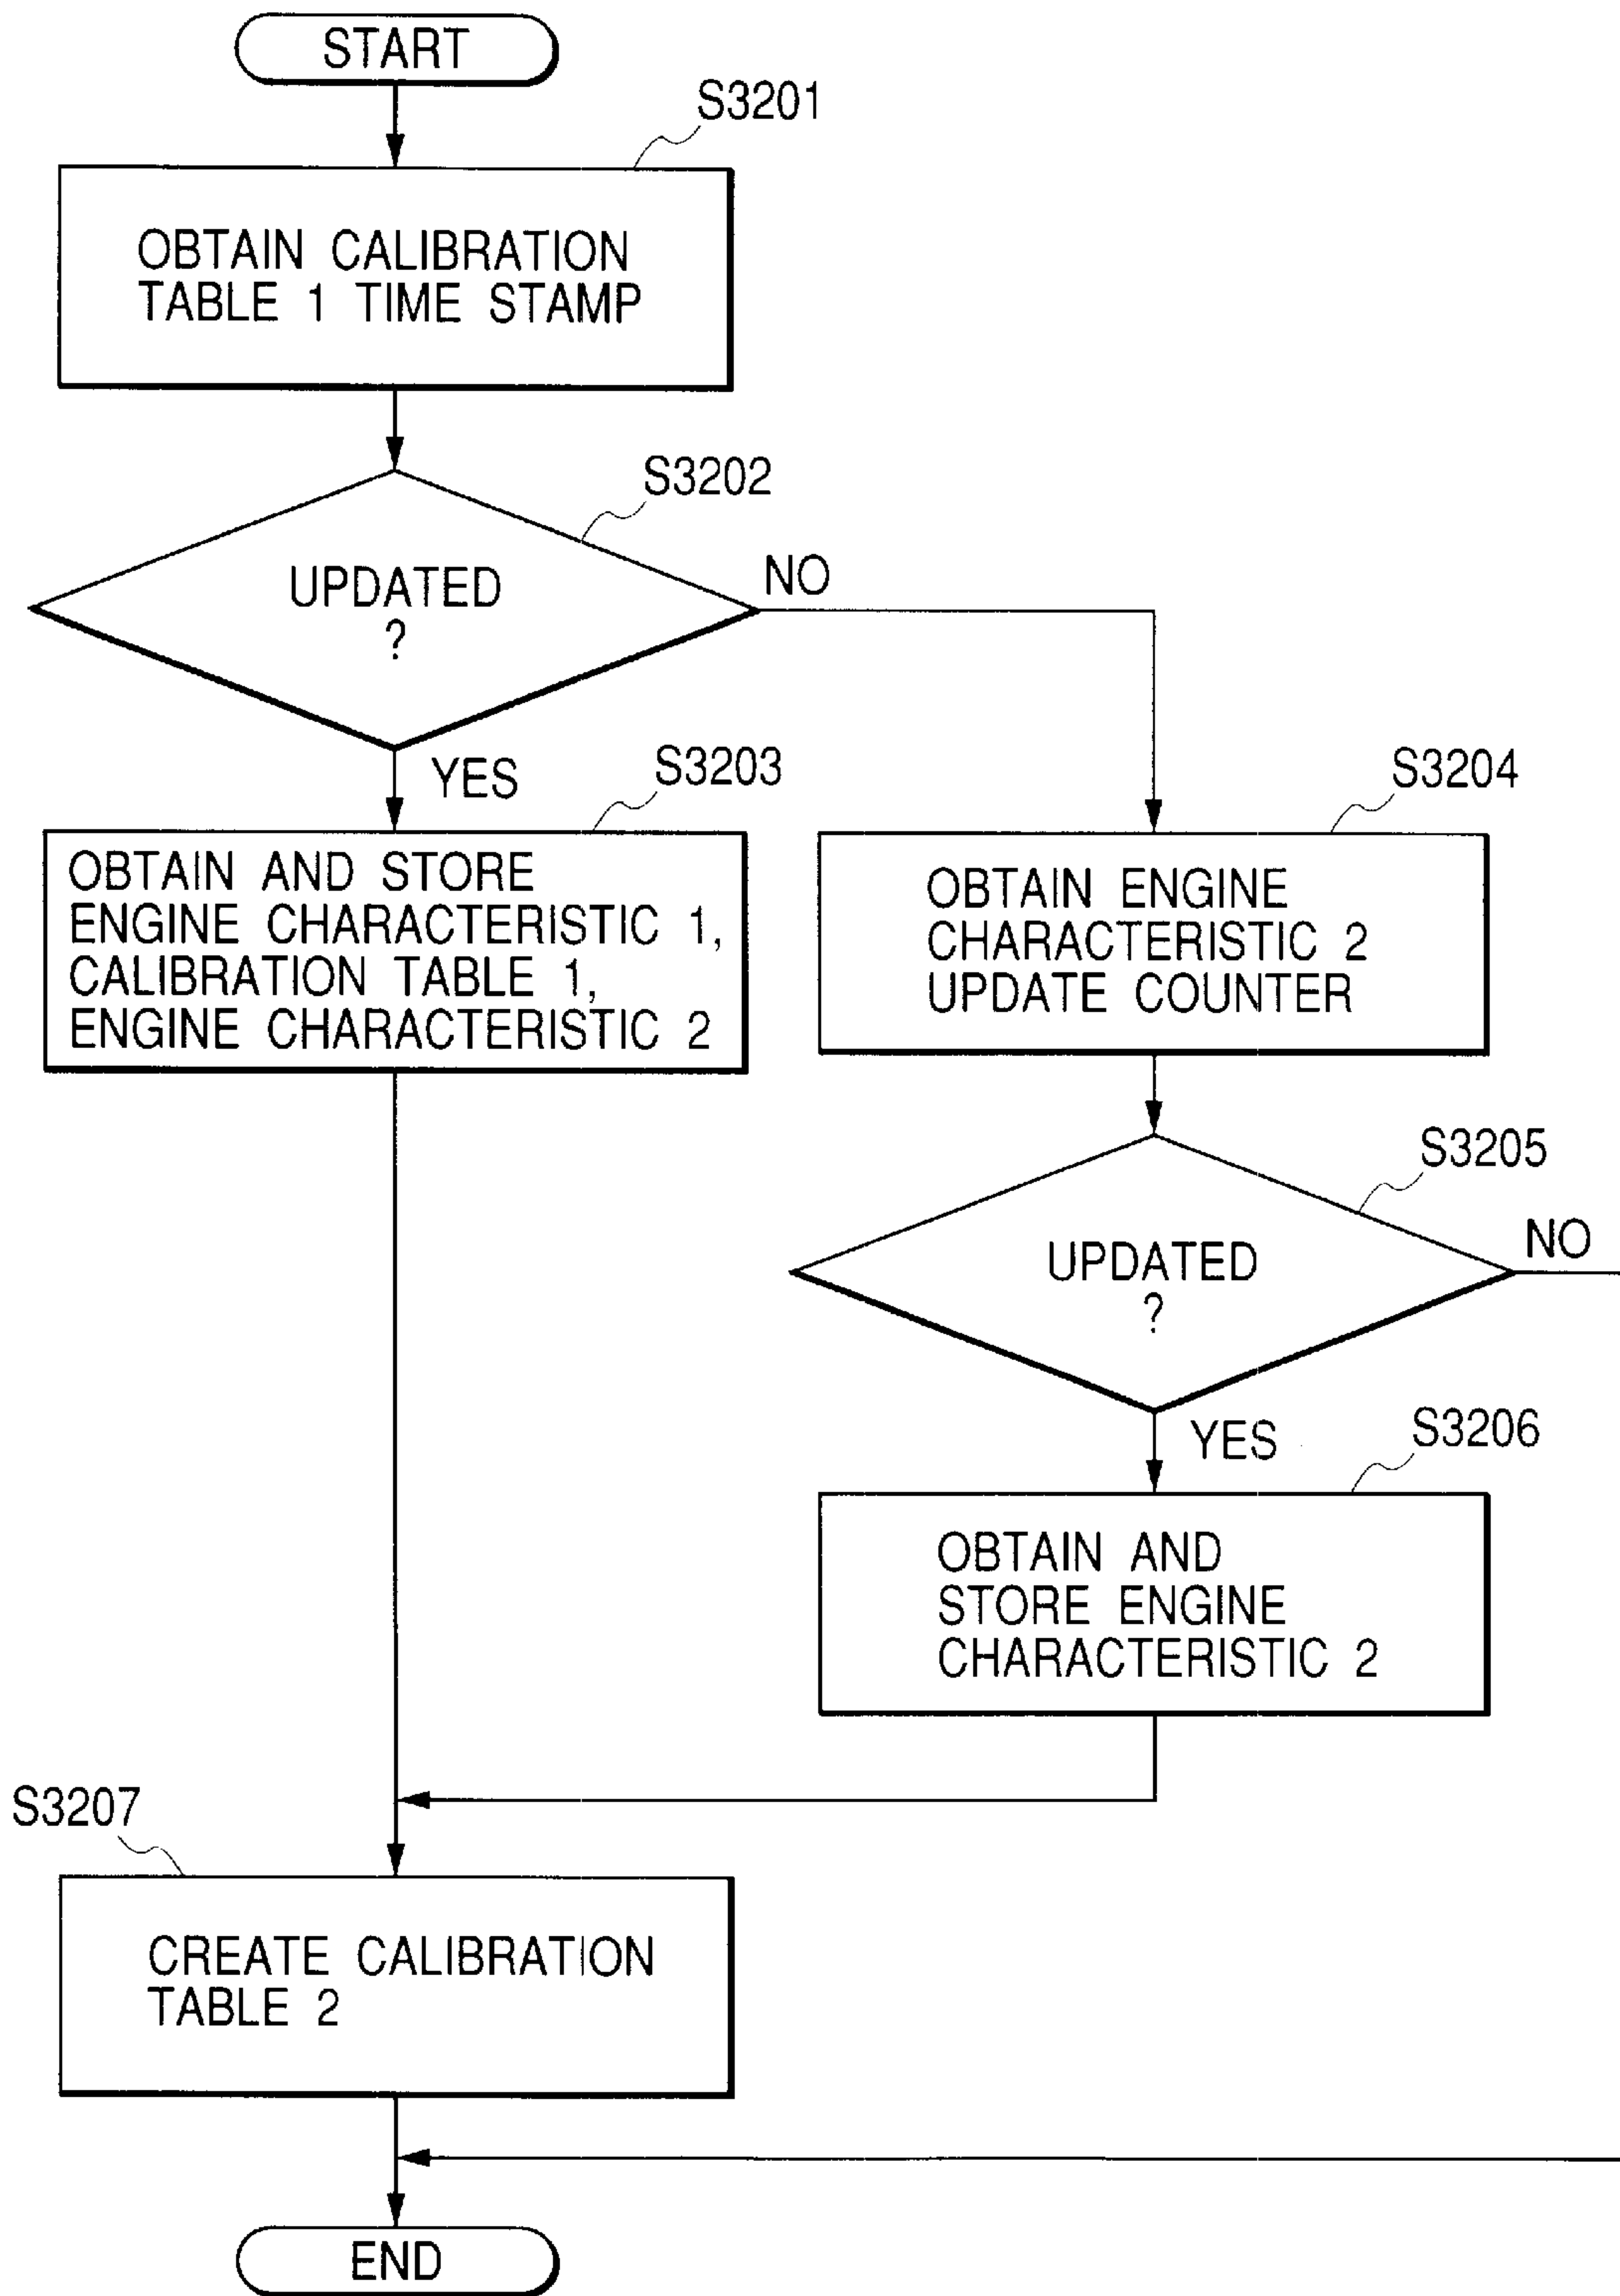 START
S3201
OBTAIN CALIBRATION
TABLE 1 TIME STAMP
S3202
UPDATED
?
NO
YES
S3203
OBTAIN AND STORE
ENGINE CHARACTERISTIC 1,
CALIBRATION TABLE 1,
ENGINE CHARACTERISTIC 2
S3204
OBTAIN ENGINE
CHARACTERISTIC 2
UPDATE COUNTER
S3205
UPDATED
?
NO
YES
S3206
OBTAIN AND
STORE ENGINE
CHARACTERISTIC 2
S3207
CREATE CALIBRATION
TABLE 2
END